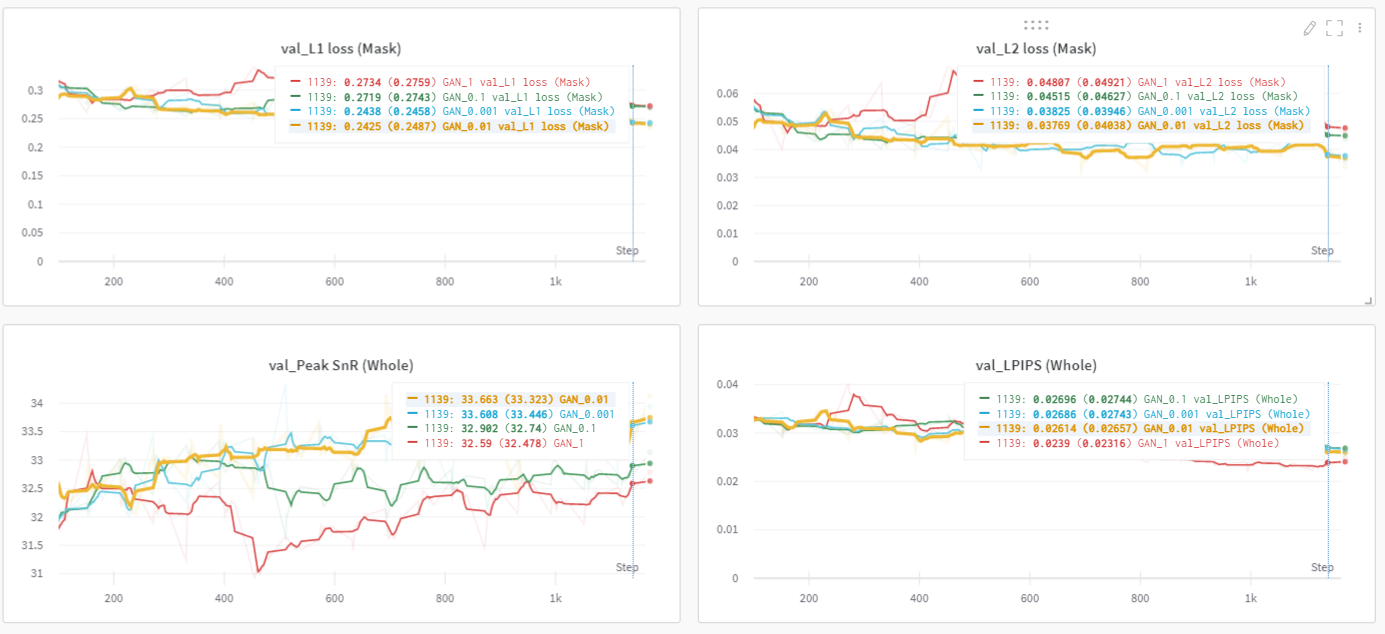 val_L1 loss (Mask)
0.3
0.25
0.2
0.15
0.1
0.05
0
200
400
600
800
1k
Step
1139: 0.2734 (0.2759) GAN_1 val_L1 loss (Mask)
1139: 0.2719 (0.2743) GAN_0.1 val_L1 loss (Mask)
1139: 0.2438 (0.2458) GAN_0.001 val_L1 loss (Mask)
1139: 0.2425 (0.2487) GAN_0.01 val_L1 loss (Mask)
val_L2 loss (Mask)
0.06
0.05
0.04
0.03
0.02
0.01
0
200
400
600
800
1k
Step
1139: 0.04807 (0.04921) GAN_1 val_L2 loss (Mask)
1139: 0.04515 (0.04627) GAN_0.1 val_L2 loss (Mask)
1139: 0.03825 (0.03946) GAN_0.001 val_L2 loss (Mask)
1139: 0.03769 (0.04038) GAN_0.01 val_L2 loss (Mask)
val_Peak SnR (Whole)
34
33.5
33
32.5
32
31.5
31
200
400
600
800
1k
Step
1139: 33.663 (33.323) GAN_0.01
1139: 33.608 (33.446) GAN_0.001
1139: 32.902 (32.74) GAN_0.1
1139: 32.59 (32.478) GAN_1
val_LPIPS (Whole)
0.04
0.03
0.02
0.01
0
200
400
600
800
1k
Step
1139: 0.02696 (0.02744) GAN_0.1 val_LPIPS (Whole)
1139: 0.02686 (0.02743) GAN_0.001 val_LPIPS (Whole)
1139: 0.02614 (0.02657) GAN_0.01 val_LPIPS (Whole)
1139: 0.0239 (0.02316) GAN_1 val_LPIPS (Whole)